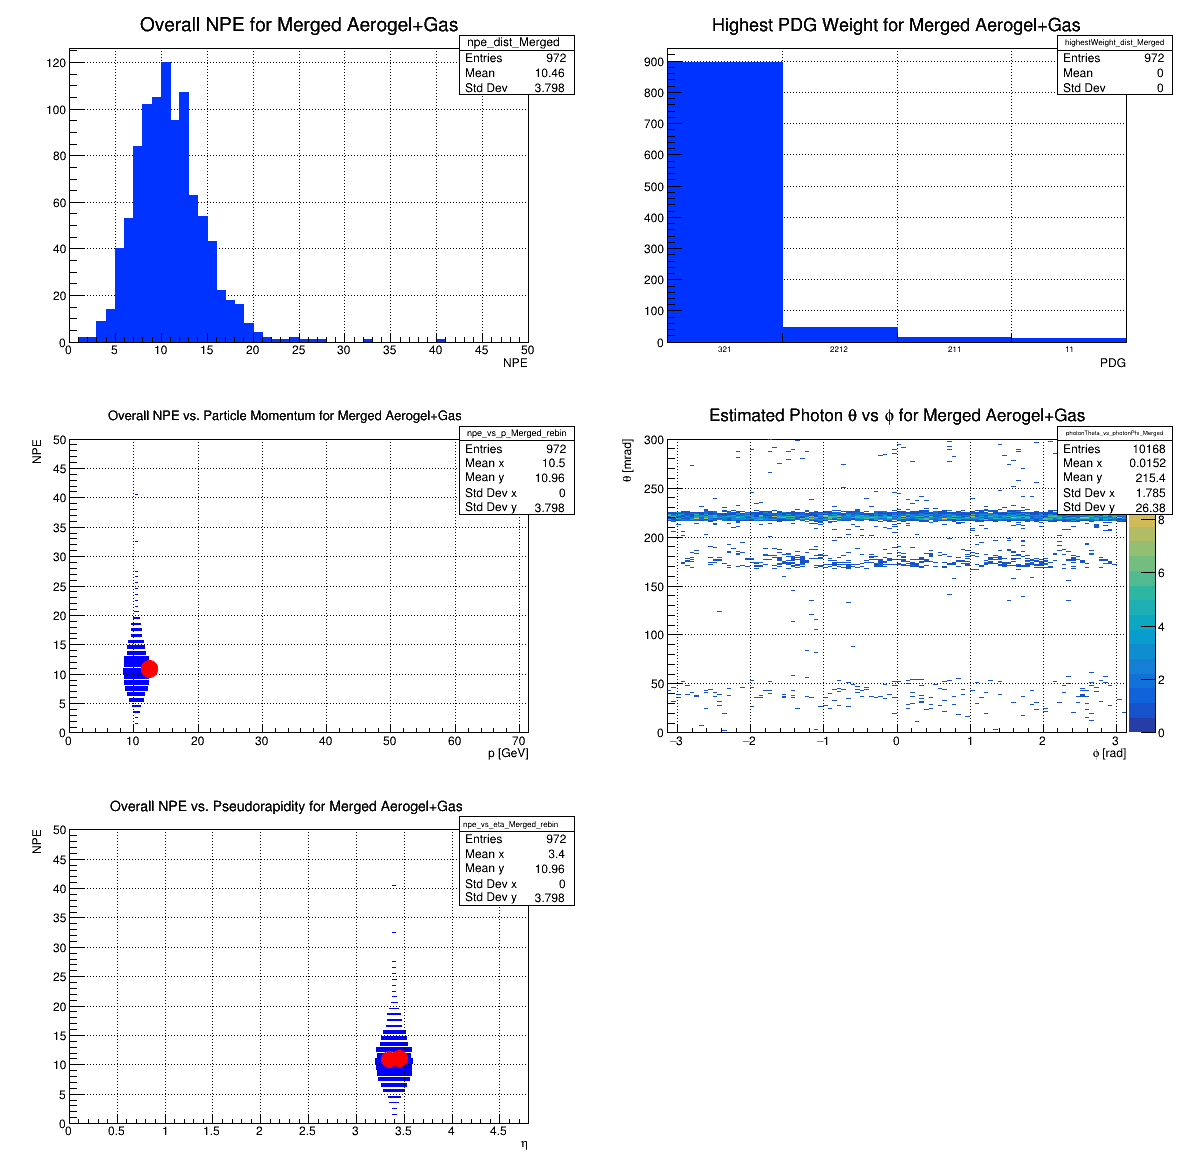 Overall NPE for Merged Aerogel+Gas
npe_dist_Merged
Entries 972
Mean 10.46
Std Dev 3.798
120
100
80
60
40
20
0
0 5 10 15 20 25 30 35 40 45 50
NPE
Highest PDG Weight for Merged Aerogel+Gas
highestWeight_dist_Merged
Entries 972
Mean 0
Std Dev 0
900
800
700
600
500
400
300
200
100
0
321 2212 211 11
PDG
Overall NPE vs. Particle Momentum for Merged Aerogel+Gas
npe_vs_p_Merged_rebin
Entries 972
Mean x 10.5
Mean y 10.96
Std Dev x 0
Std Dev y 3.798
NPE
50
45
40
35
30
25
20
15
10
5
0
0 10 20 30 40 50 60 70
p [GeV]
Estimated Photon θ vs ϕ for Merged Aerogel+Gas
photonTheta_vs_photonPhi_Merged
Entries 10168
Mean x 0.0152
Mean y 215.4
Std Dev x 1.785
Std Dev y 26.38
θ [mrad]
300
250
200
150
100
50
0
8
6
4
2
0
−3 −2 −1 0 1 2 3
ϕ [rad]
Overall NPE vs. Pseudorapidity for Merged Aerogel+Gas
npe_vs_eta_Merged_rebin
Entries 972
Mean x 3.4
Mean y 10.96
Std Dev x 0
Std Dev y 3.798
NPE
50
45
40
35
30
25
20
15
10
5
0
0 0.5 1 1.5 2 2.5 3 3.5 4 4.5
η